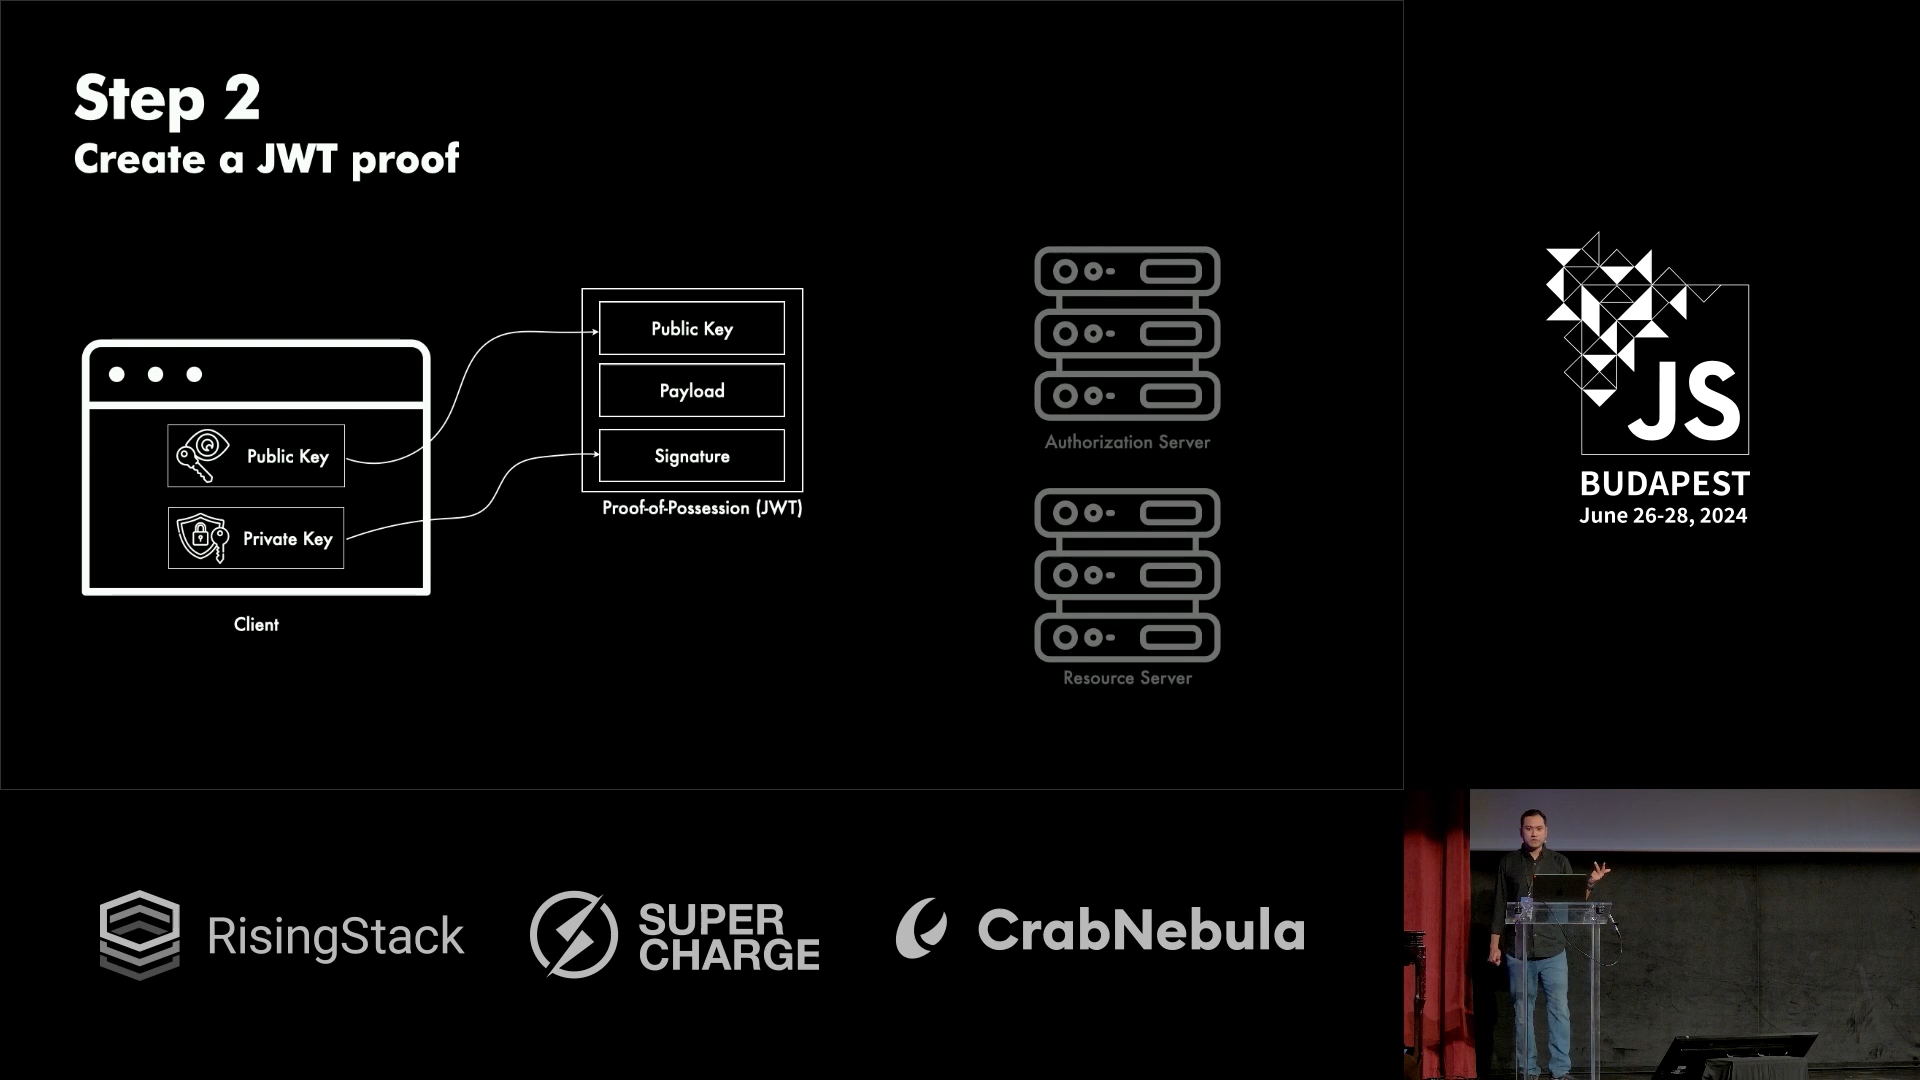 Step 2
Create a JWT proof
Public Key
Private Key
Client
Public Key
Payload
Signature
Proof-of-Possession (JWT)
Authorization Server
Resource Server
JS
BUDAPEST
June 26-28, 2024
RisingStack
SUPER
CHARGE
CrabNebula